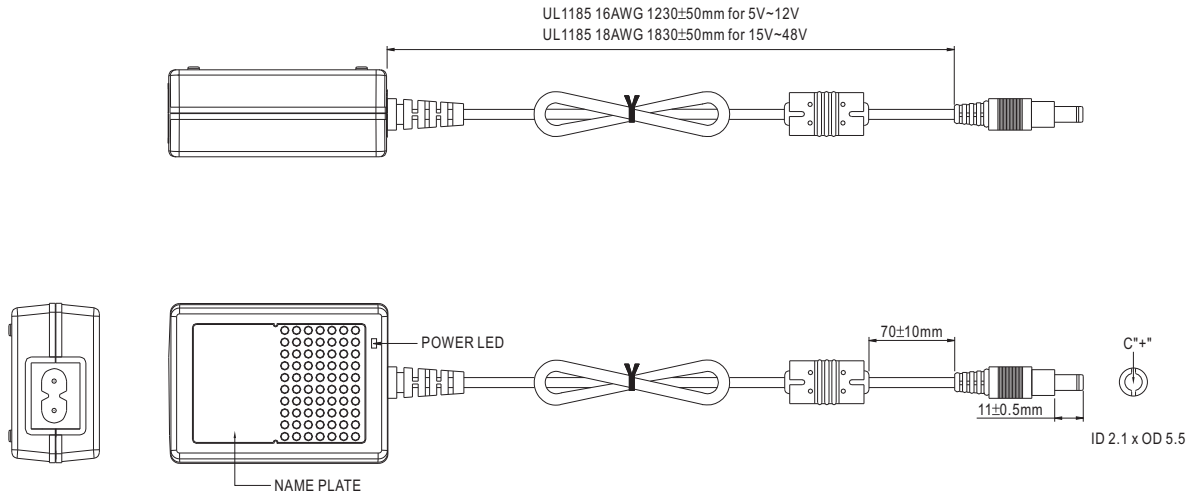 UL1185 16AWG 1230±50mm for 5V~12V
UL1185 18AWG 1830±50mm for 15V~48V
POWER LED
70±10mm
C"+"
11±0.5mm
ID 2.1 x OD 5.5
NAME PLATE